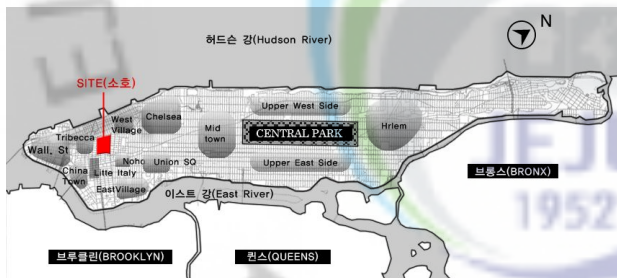 허드슨 강(Hudson River)
N
SITE(소호)
West
Village
Chelsea
Upper West Side
Tribecca
Mid
town
CENTRAL PARK
Hrlem
Wall. St
China
Town
Litte Italy
Noho
Union SQ
Upper East Side
EastVillage
이스트 강(East River)
브롱스(BRONX)
브루클린(BROOKLYN)
퀸스(QUEENS)
EJU
1952